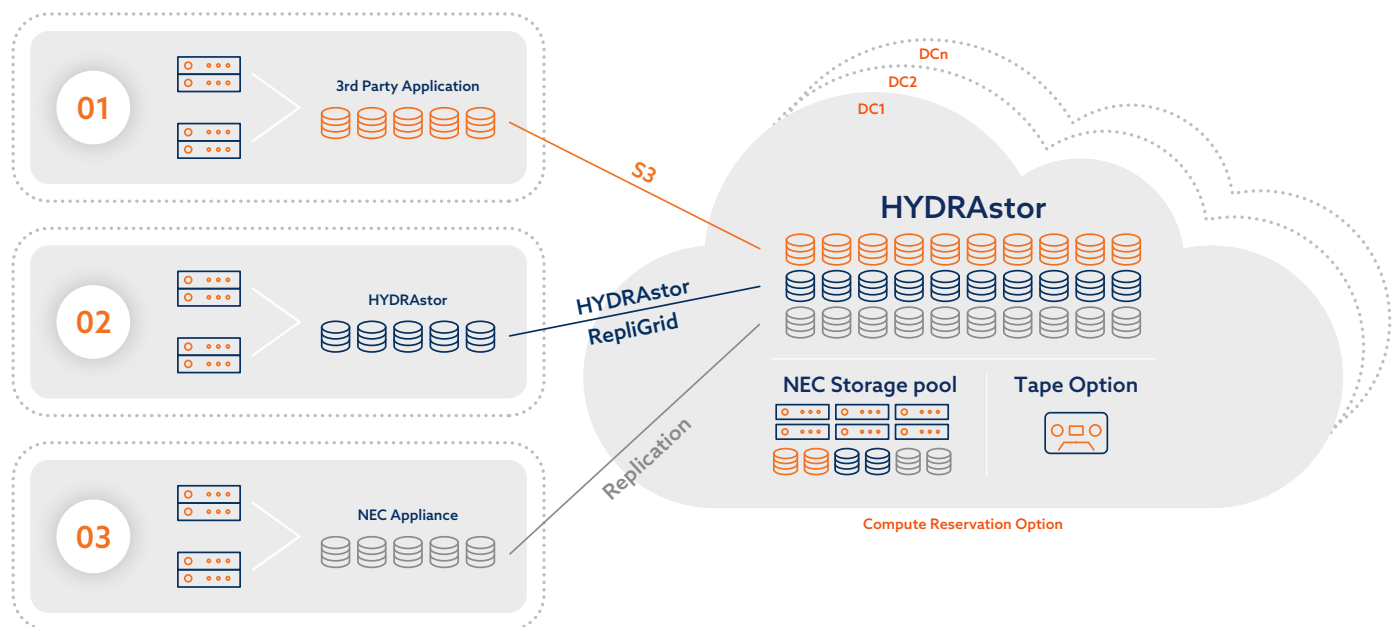 01
3rd Party Application
02
HYDRAstor
03
NEC Appliance
S3
HYDRAstor
RepliGrid
Replication
DCn
DC2
DC1
HYDRAstor
NEC Storage pool
Tape Option
Compute Reservation Option